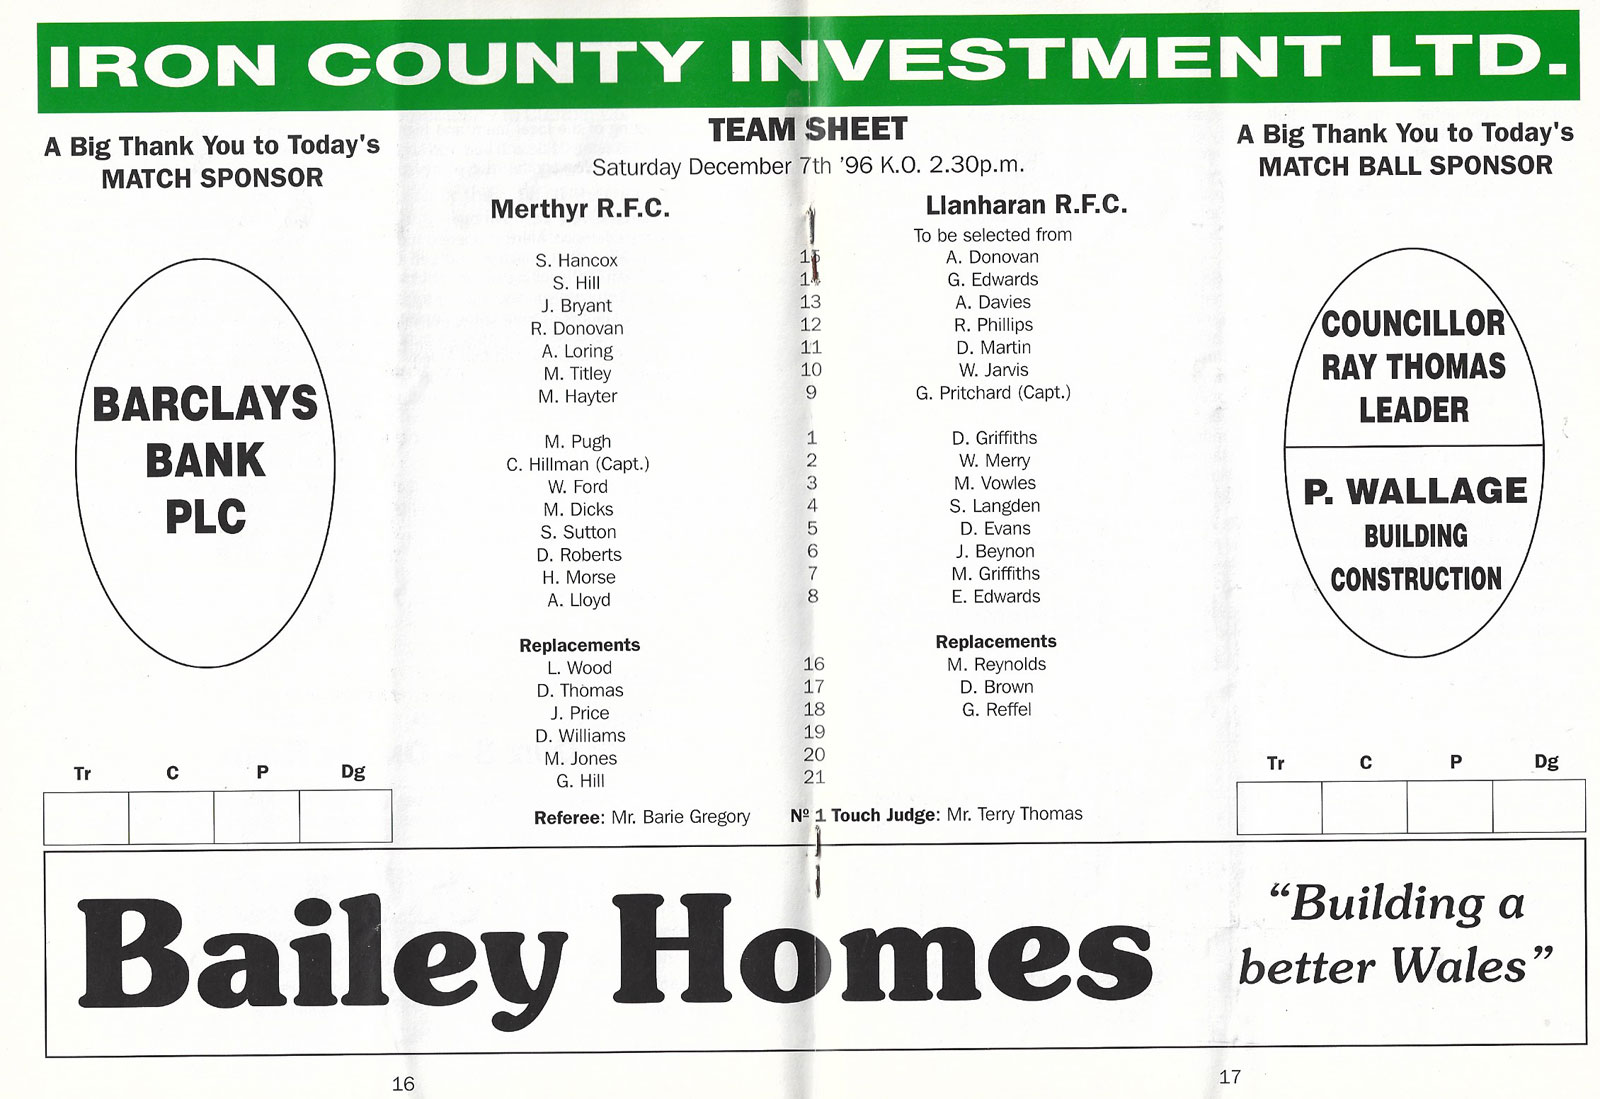 IRON COUNTY INVESTMENT LTD.
A Big Thank You to Today's
MATCH SPONSOR
BARCLAYS
BANK
PLC
TEAM SHEET
Saturday December 7th '96 K.O. 2.30p.m.
Merthyr R.F.C. Llanharan R.F.C.
To be selected from
S. Hancox 15 A. Donovan
S. Hill 14 G. Edwards
J. Bryant 13 A. Davies
R. Donovan 12 R. Phillips
A. Loring 11 D. Martin
M. Titley 10 W. Jarvis
M. Hayter 9 G. Pritchard (Capt.)
M. Pugh 1 D. Griffiths
C. Hillman (Capt.) 2 W. Merry
W. Ford 3 M. Vowles
M. Dicks 4 S. Langden
S. Sutton 5 D. Evans
D. Roberts 6 J. Beynon
H. Morse 7 M. Griffiths
A. Lloyd 8 E. Edwards
Replacements Replacements
L. Wood 16 M. Reynolds
D. Thomas 17 D. Brown
J. Price 18 G. Reffel
D. Williams 19
M. Jones 20
G. Hill 21
Referee: Mr. Barie Gregory Nº 1 Touch Judge: Mr. Terry Thomas
A Big Thank You to Today's
MATCH BALL SPONSOR
COUNCILLOR
RAY THOMAS
LEADER
P. WALLAGE
BUILDING
CONSTRUCTION
Tr C P Dg
Tr C P Dg
Bailey Homes
“Building a
better Wales”
16
17